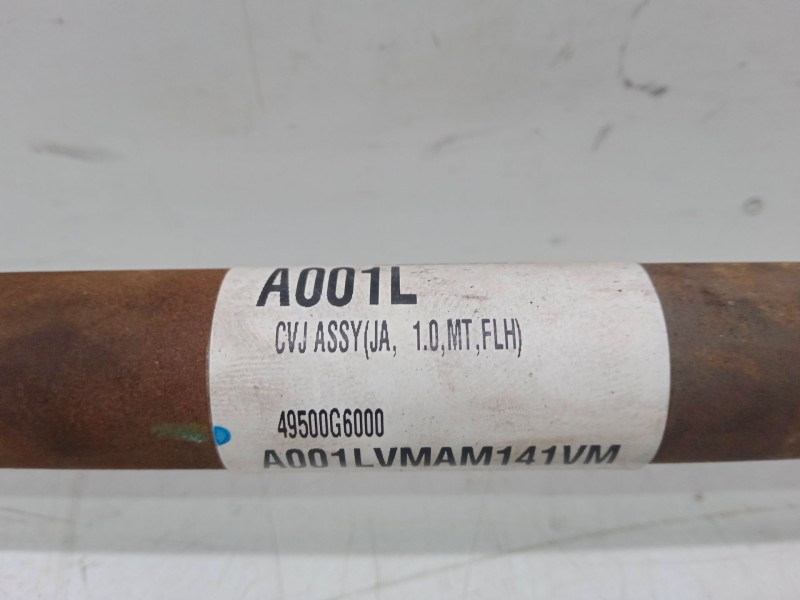 A001L
CVJ ASSY(JA, 1.0,MT,FLH)
49500G6000
A001LVMAM141VM